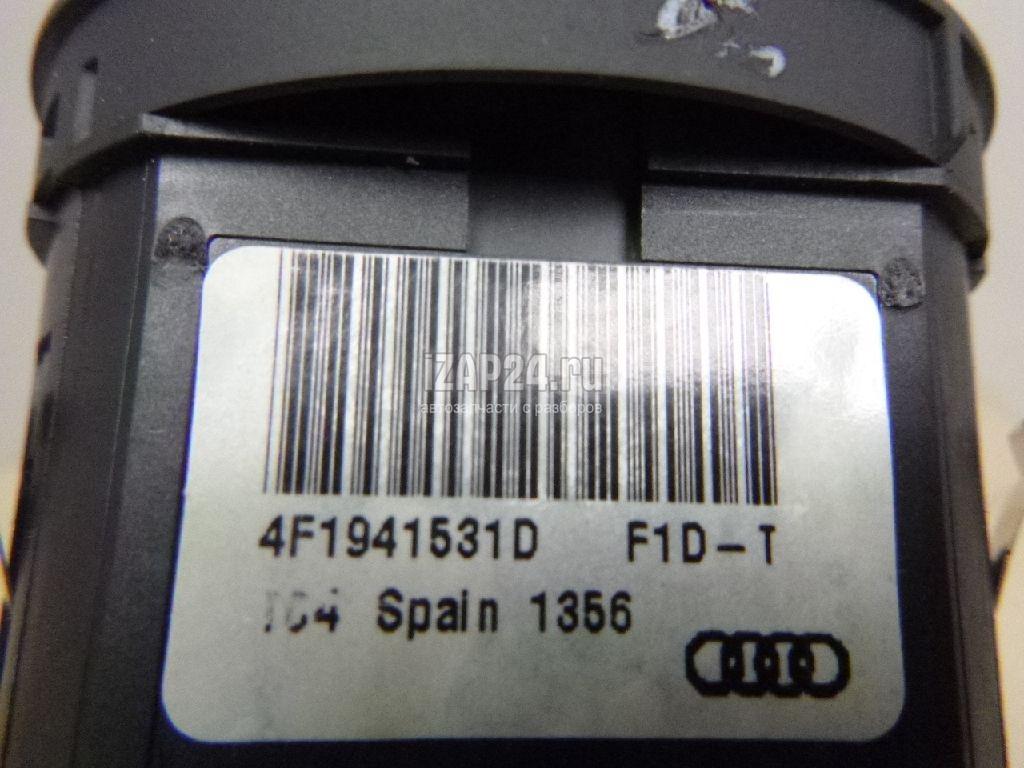 iZAP24.ru
автозапчасти с разборов
4F1941531D F1D-T
Spain 1356